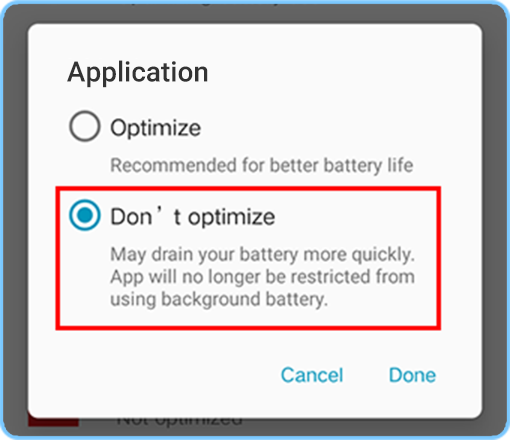 Application
Optimize
Recommended for better battery life
Don’t optimize
May drain your battery more quickly.
App will no longer be restricted from
using background battery.
Cancel Done
Not optimized